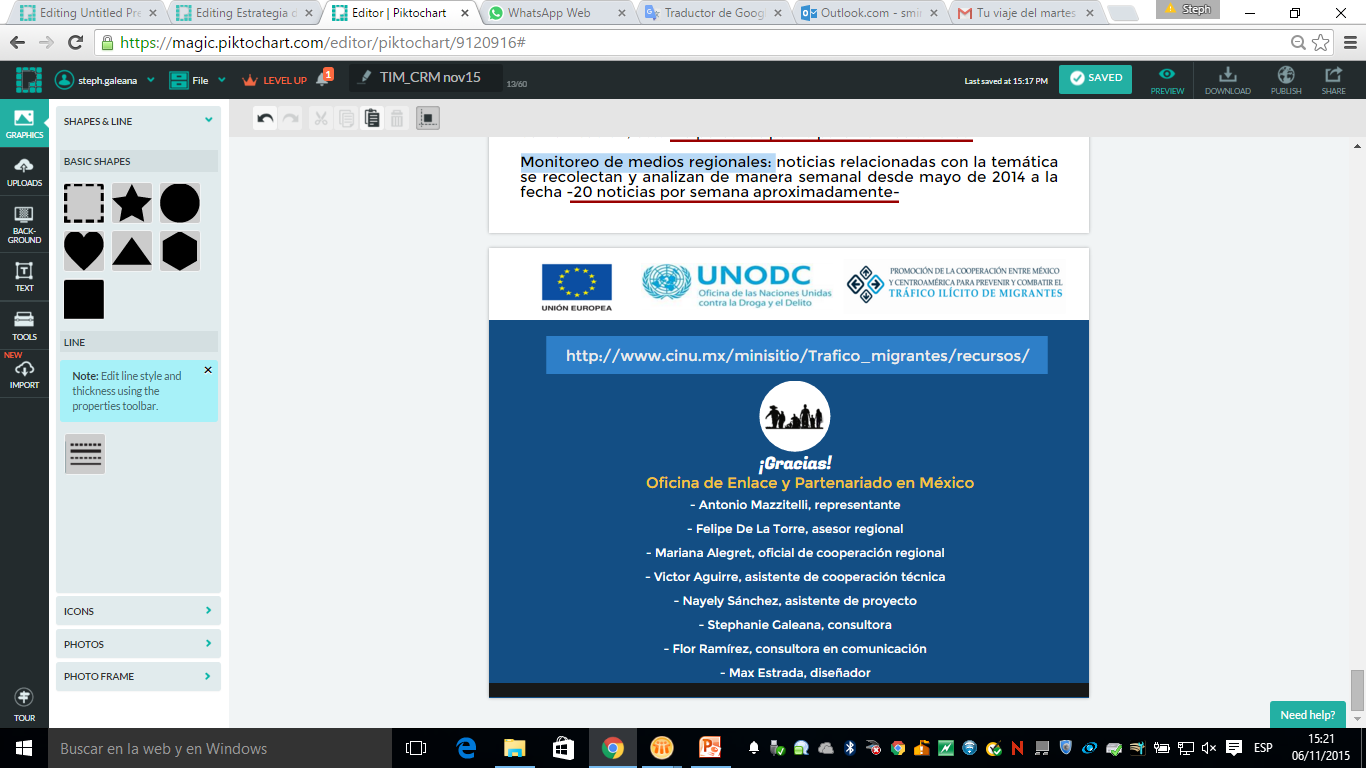 Editing Untitled Pre
Editing Estrategia d
Editor | Piktochart
WhatsApp Web
Traductor de Goog
Outlook.com - smi
Tu viaje del martes
Steph
https://magic.piktochart.com/editor/piktochart/9120916#
steph.galeana
File
LEVEL UP
1
TIM_CRM nov15
13/60
Last saved at 15:17 PM
SAVED
PREVIEW
DOWNLOAD
PUBLISH
SHARE
GRAPHICS
UPLOADS
BACK-
GROUND
TEXT
TOOLS
NEW
IMPORT
TOUR
SHAPES & LINE
BASIC SHAPES
LINE
Note: Edit line style and
thickness using the
properties toolbar.
ICONS
PHOTOS
PHOTO FRAME
Monitoreo de medios regionales: noticias relacionadas con la temática
se recolectan y analizan de manera semanal desde mayo de 2014 a la
fecha -20 noticias por semana aproximadamente-
UNIÓN EUROPEA
UNODC
Oficina de las Naciones Unidas
contra la Droga y el Delito
PROMOCIÓN DE LA COOPERACIÓN ENTRE MÉXICO
Y CENTROAMÉRICA PARA PREVENIR Y COMBATIR EL
TRÁFICO ILÍCITO DE MIGRANTES
http://www.cinu.mx/minisitio/Trafico_migrantes/recursos/
¡Gracias!
Oficina de Enlace y Partenariado en México
- Antonio Mazzitelli, representante
- Felipe De La Torre, asesor regional
- Mariana Alegret, oficial de cooperación regional
- Victor Aguirre, asistente de cooperación técnica
- Nayely Sánchez, asistente de proyecto
- Stephanie Galeana, consultora
- Flor Ramírez, consultora en comunicación
- Max Estrada, diseñador
Need help?
Buscar en la web y en Windows
ESP
15:21
06/11/2015